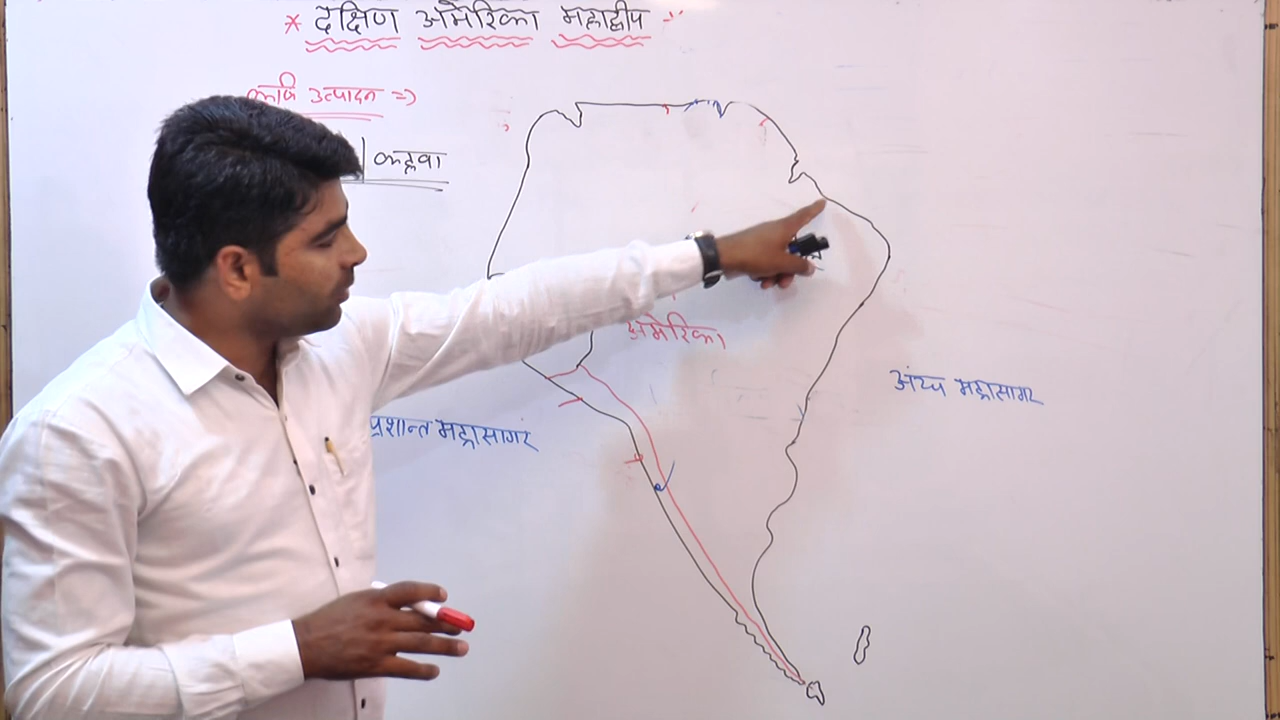 * दक्षिण अमेरिका महाद्वीप
कृषि उत्पादन =>
कहवा
अमेरिका
प्रशान्त महासागर
अंध महासागर